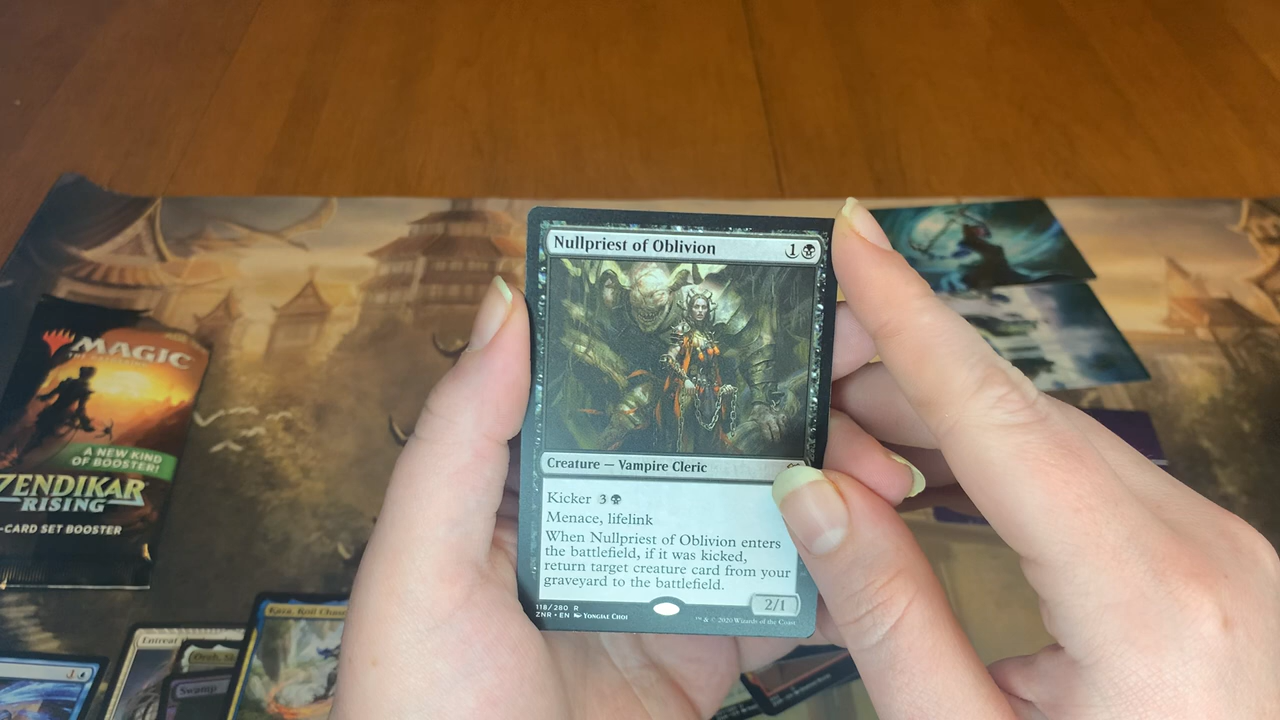 Nullpriest of Oblivion 1
Creature — Vampire Cleric
Kicker 3
Menace, lifelink
When Nullpriest of Oblivion enters
the battlefield, if it was kicked,
return target creature card from your
graveyard to the battlefield.
2/1
118/280 R
ZNR • EN YONGJAE CHOI
™ & © 2020 Wizards of the Coast
MAGIC
A NEW KIND
OF BOOSTER!
ZENDIKAR
RISING
-CARD SET BOOSTER
Swamp
1